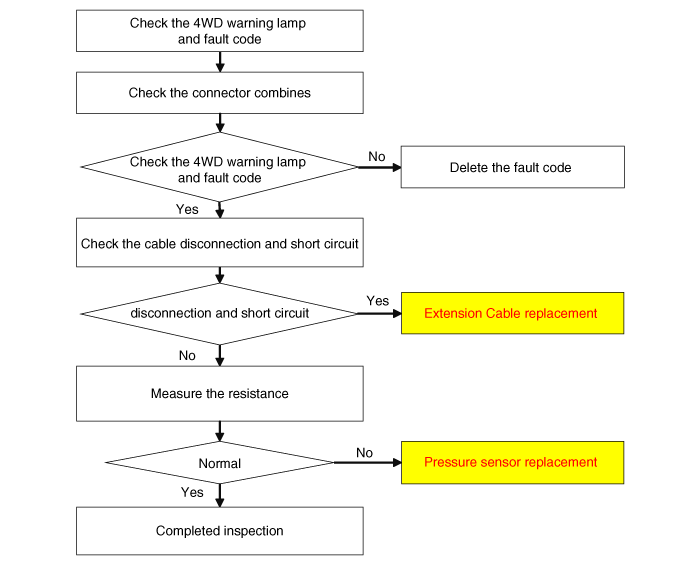 Check the 4WD warning lamp
and fault code
Check the connector combines
Check the 4WD warning lamp
and fault code
No
Delete the fault code
Yes
Check the cable disconnection and short circuit
disconnection and short circuit
Yes
Extension Cable replacement
No
Measure the resistance
Normal
No
Pressure sensor replacement
Yes
Completed inspection